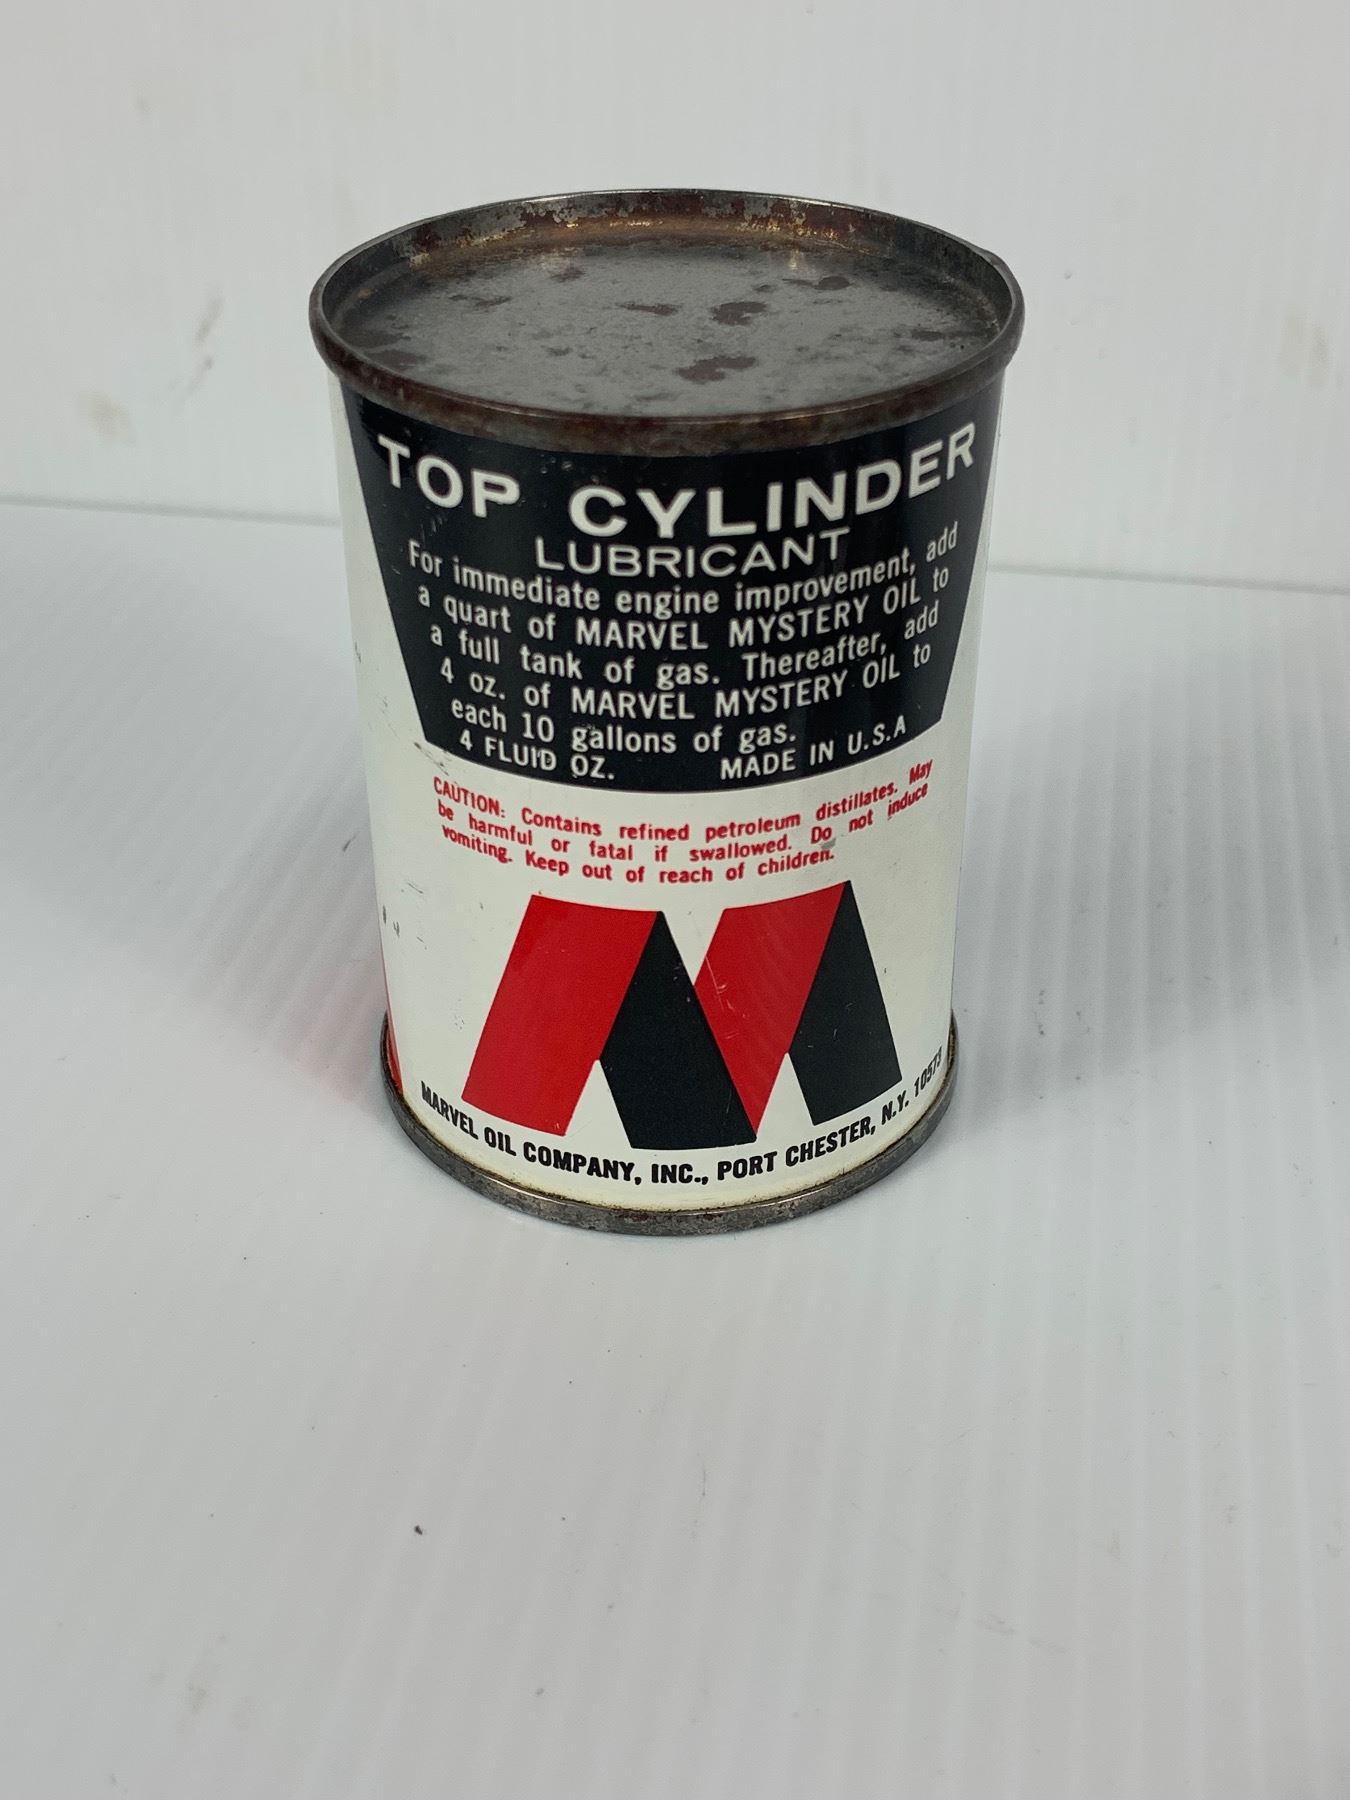 TOP CYLINDER
LUBRICANT
For immediate engine improvement, add
a quart of MARVEL MYSTERY OIL to
a full tank of gas. Thereafter, add
4 oz. of MARVEL MYSTERY OIL to
each 10 gallons of gas.
4 FLUID OZ. MADE IN U.S.A
CAUTION: Contains refined petroleum distillates. May
be harmful or fatal if swallowed. Do not induce
vomiting. Keep out of reach of children.
MARVEL OIL COMPANY, INC., PORT CHESTER, N.Y.